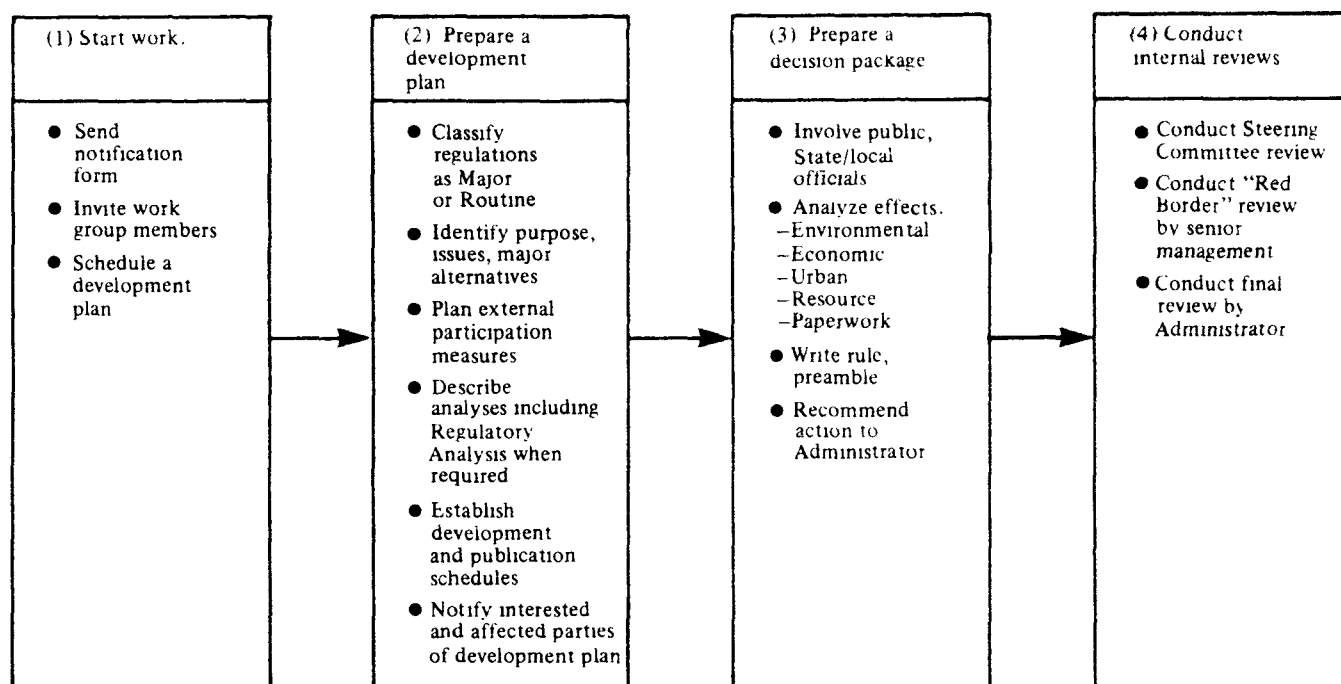 (1) Start work.
● Send
notification
form
● Invite work
group members
● Schedule a
development
plan
(2) Prepare a
development
plan
● Classify
regulations
as Major
or Routine
● Identify purpose,
issues, major
alternatives
● Plan external
participation
measures
● Describe
analyses including
Regulatory
Analysis when
required
● Establish
development
and publication
schedules
● Notify interested
and affected parties
of development plan
(3) Prepare a
decision package
● Involve public,
State/local
officials
● Analyze effects.
–Environmental
–Economic
–Urban
–Resource
–Paperwork
● Write rule,
preamble
● Recommend
action to
Administrator
(4) Conduct
internal reviews
● Conduct Steering
Committee review
● Conduct “Red
Border” review
by senior
management
● Conduct final
review by
Administrator